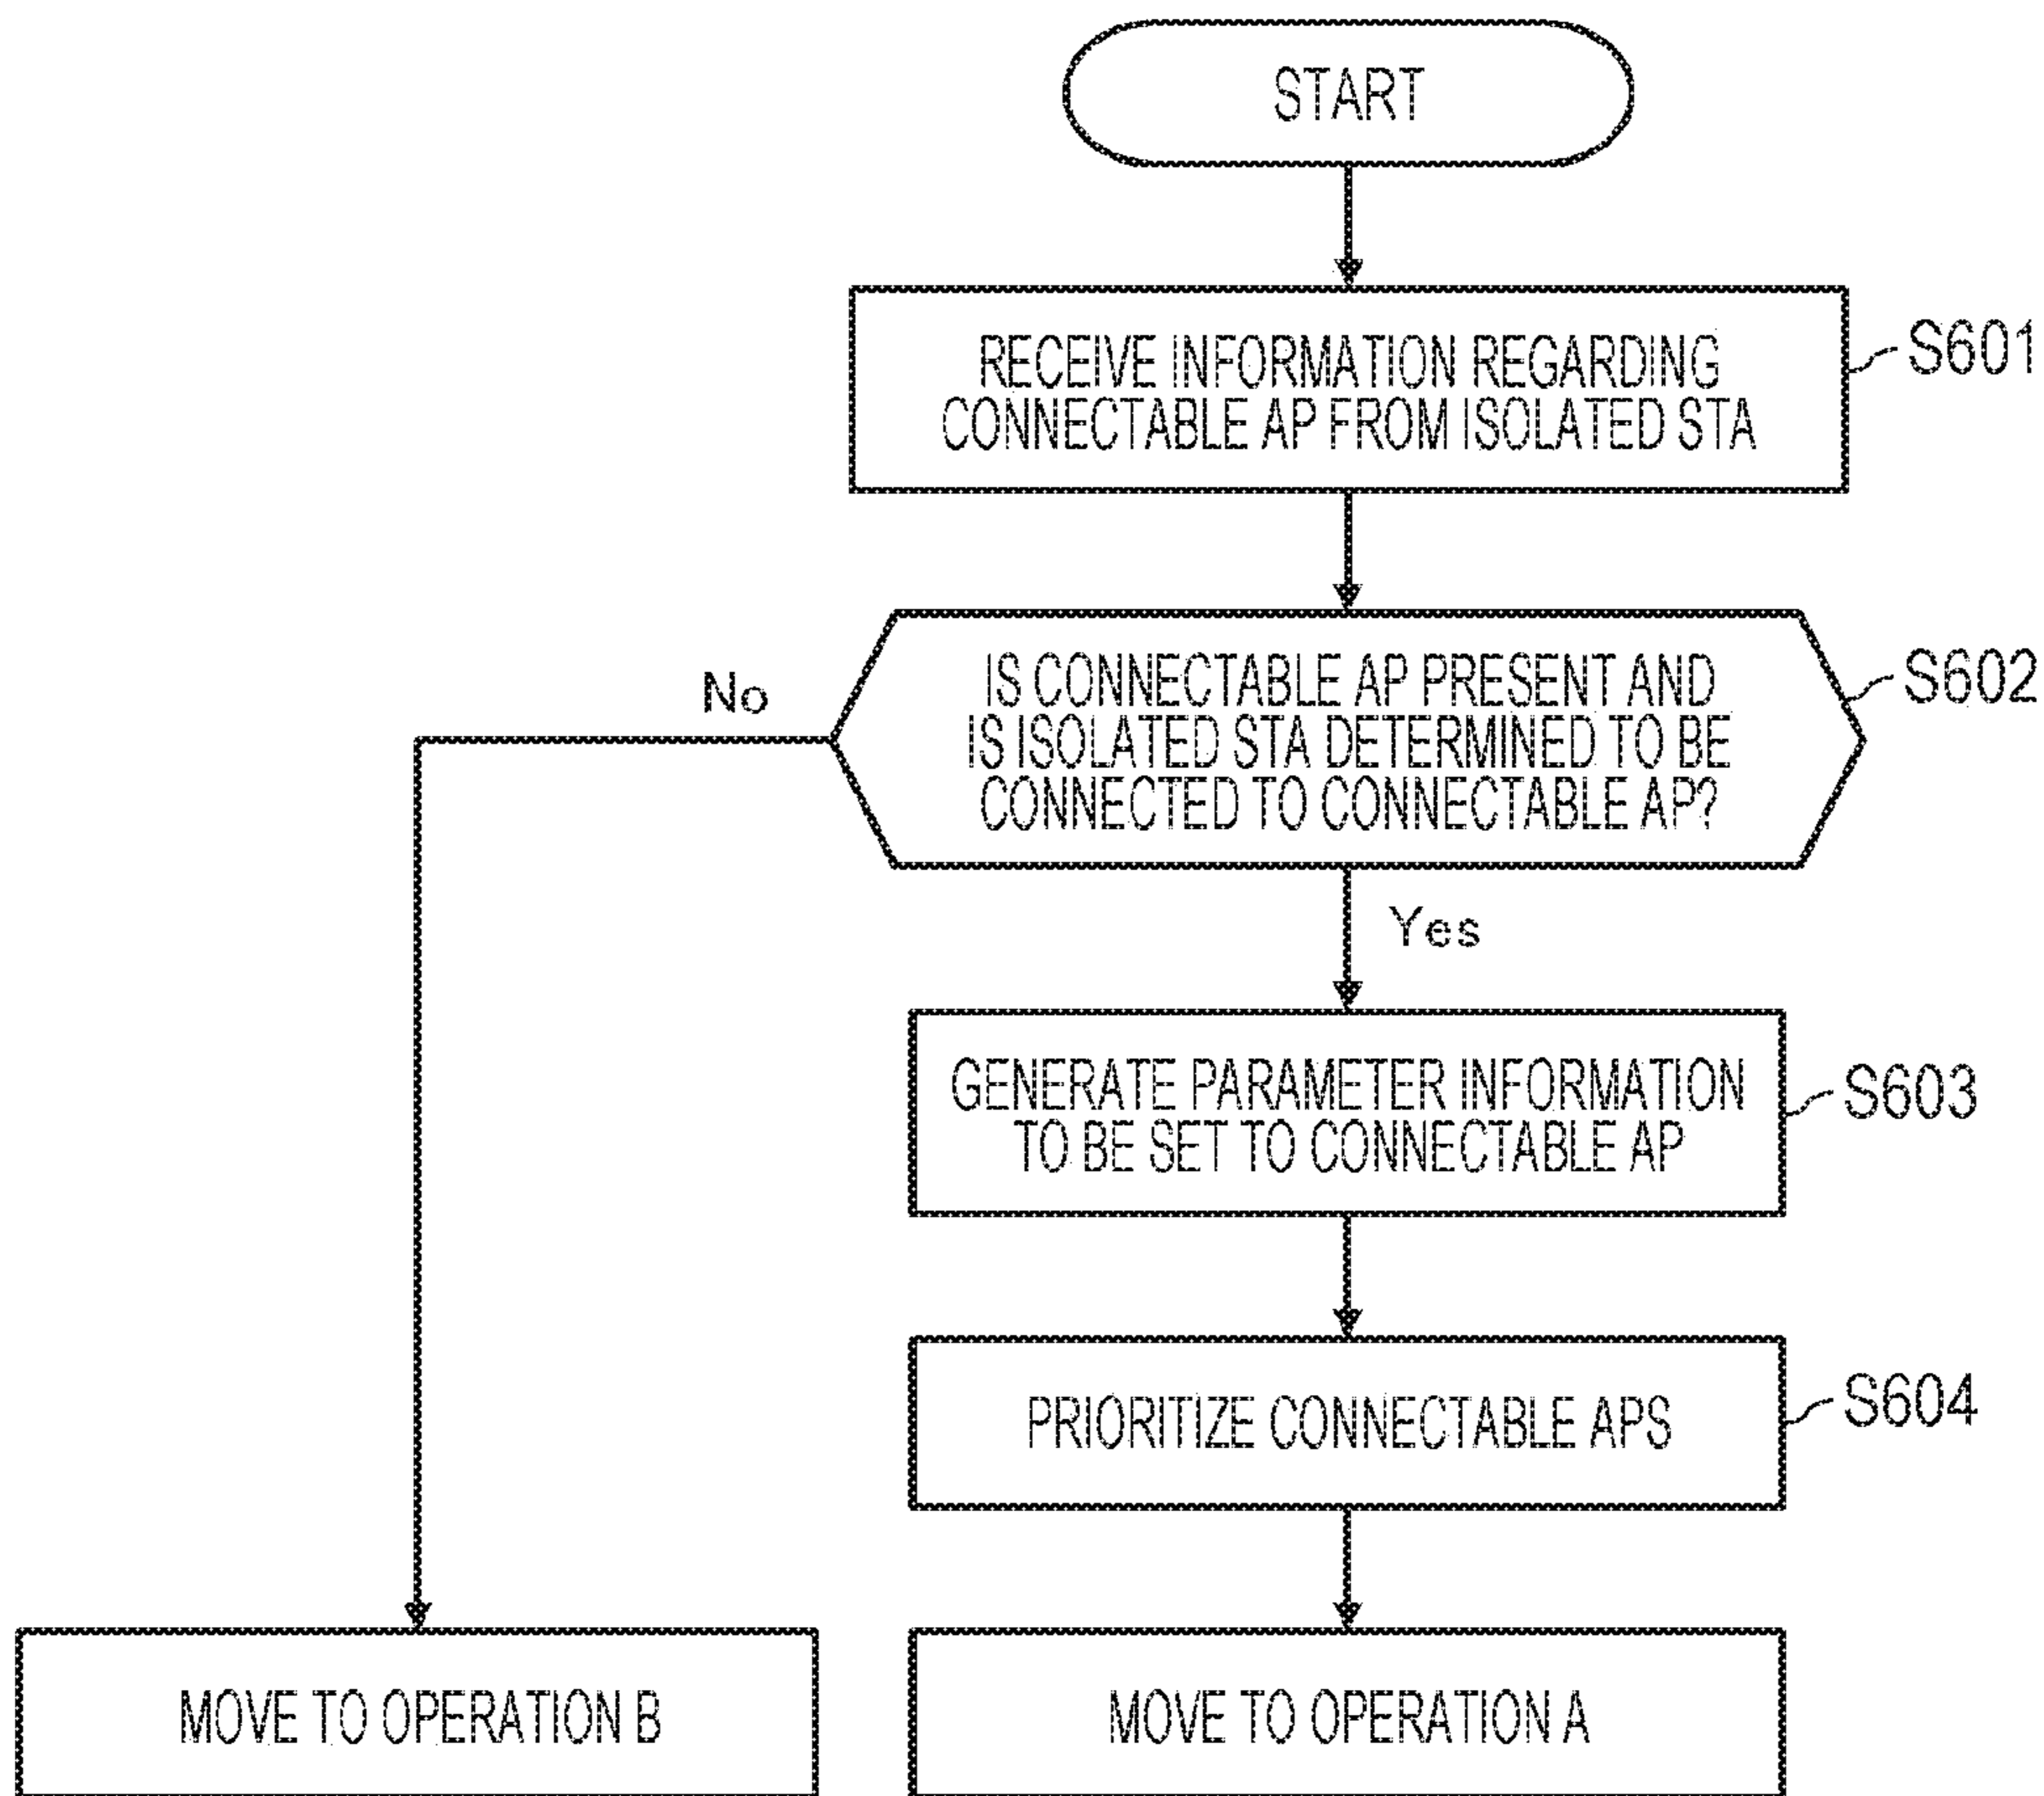 START
RECEIVE INFORMATION REGARDING
CONNECTABLE AP FROM ISOLATED STA
S601
IS CONNECTABLE AP PRESENT AND
IS ISOLATED STA DETERMINED TO BE
CONNECTED TO CONNECTABLE AP?
S602
No
Yes
GENERATE PARAMETER INFORMATION
TO BE SET TO CONNECTABLE AP
S603
PRIORITIZE CONNECTABLE APS
S604
MOVE TO OPERATION B
MOVE TO OPERATION A